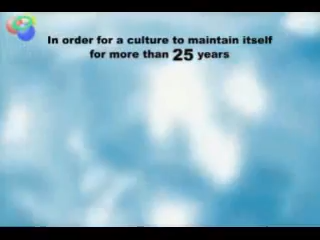 In order for a culture to maintain itself
for more than 25 years